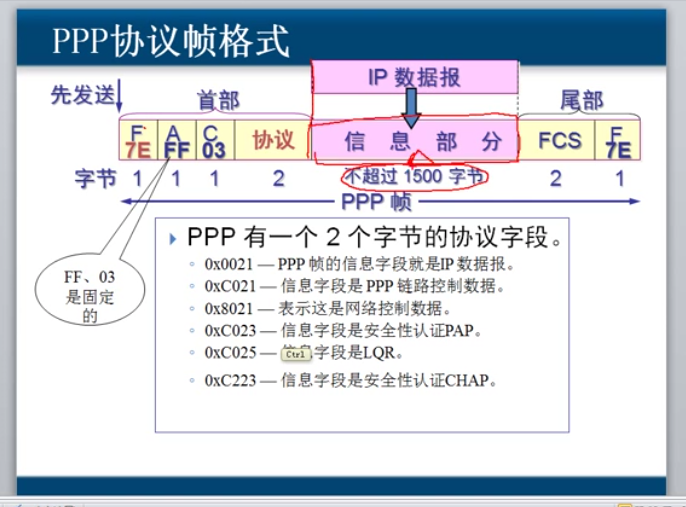 PPP协议帧格式
IP 数据报
先发送
首部
尾部
F A C 协议 信息部分 FCS F
7E FF 03 7E
字节 1 1 1 2 不超过 1500 字节 2 1
PPP 帧
PPP 有一个 2 个字节的协议字段。
0x0021 — PPP 帧的信息字段就是IP数据报。
0xC021 — 信息字段是 PPP 链路控制数据。
0x8021 — 表示这是网络控制数据。
0xC023 — 信息字段是安全性认证PAP。
0xC025 — 息字段是LQR。
Ctrl
0xC223 — 信息字段是安全性认证CHAP。
FF、03
是固定
的